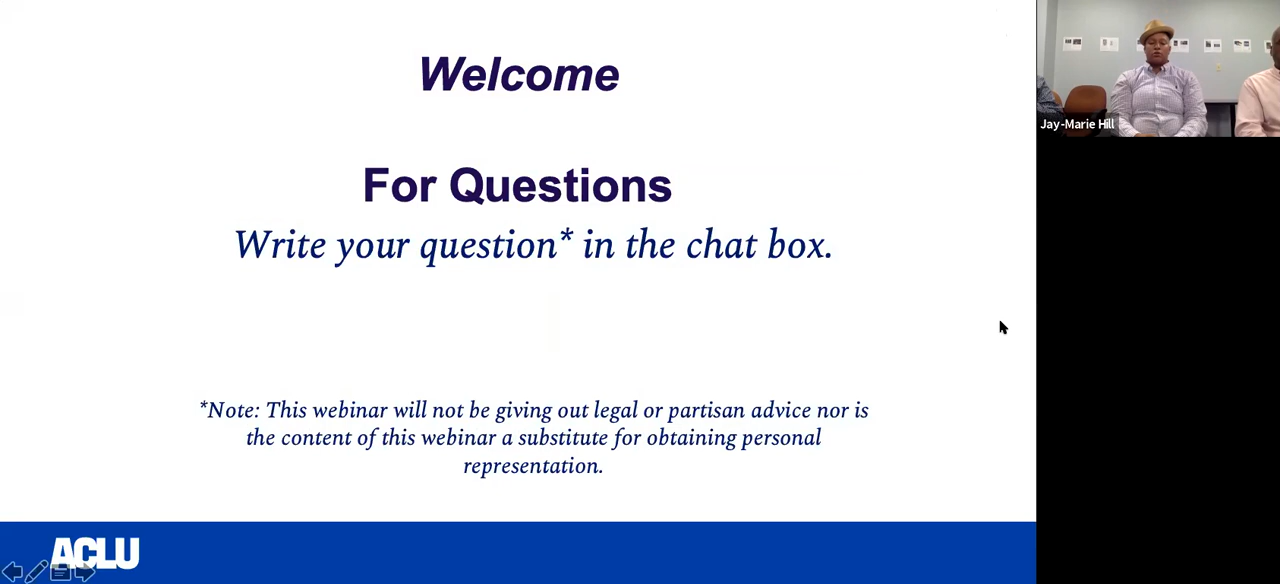 Welcome
For Questions
Write your question* in the chat box.
*Note: This webinar will not be giving out legal or partisan advice nor is
the content of this webinar a substitute for obtaining personal
representation.
ACLU
Jay-Marie Hill